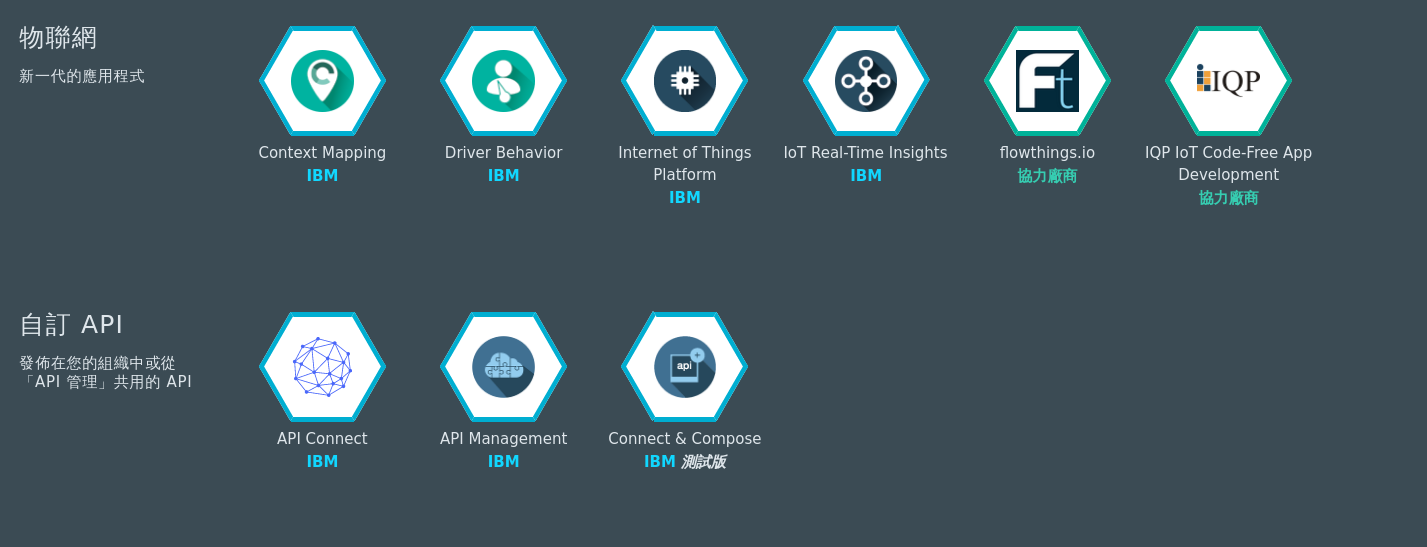 物聯網
新一代的應用程式
Ft
IQP
Context Mapping
Driver Behavior
Internet of Things
Platform
IoT Real-Time Insights
flowthings.io
IQP IoT Code-Free App
Development
IBM
IBM
IBM
IBM
協力廠商
協力廠商
自訂 API
發佈在您的組織中或從
「API 管理」共用的 API
api
API Connect
API Management
Connect & Compose
IBM
IBM
IBM 測試版